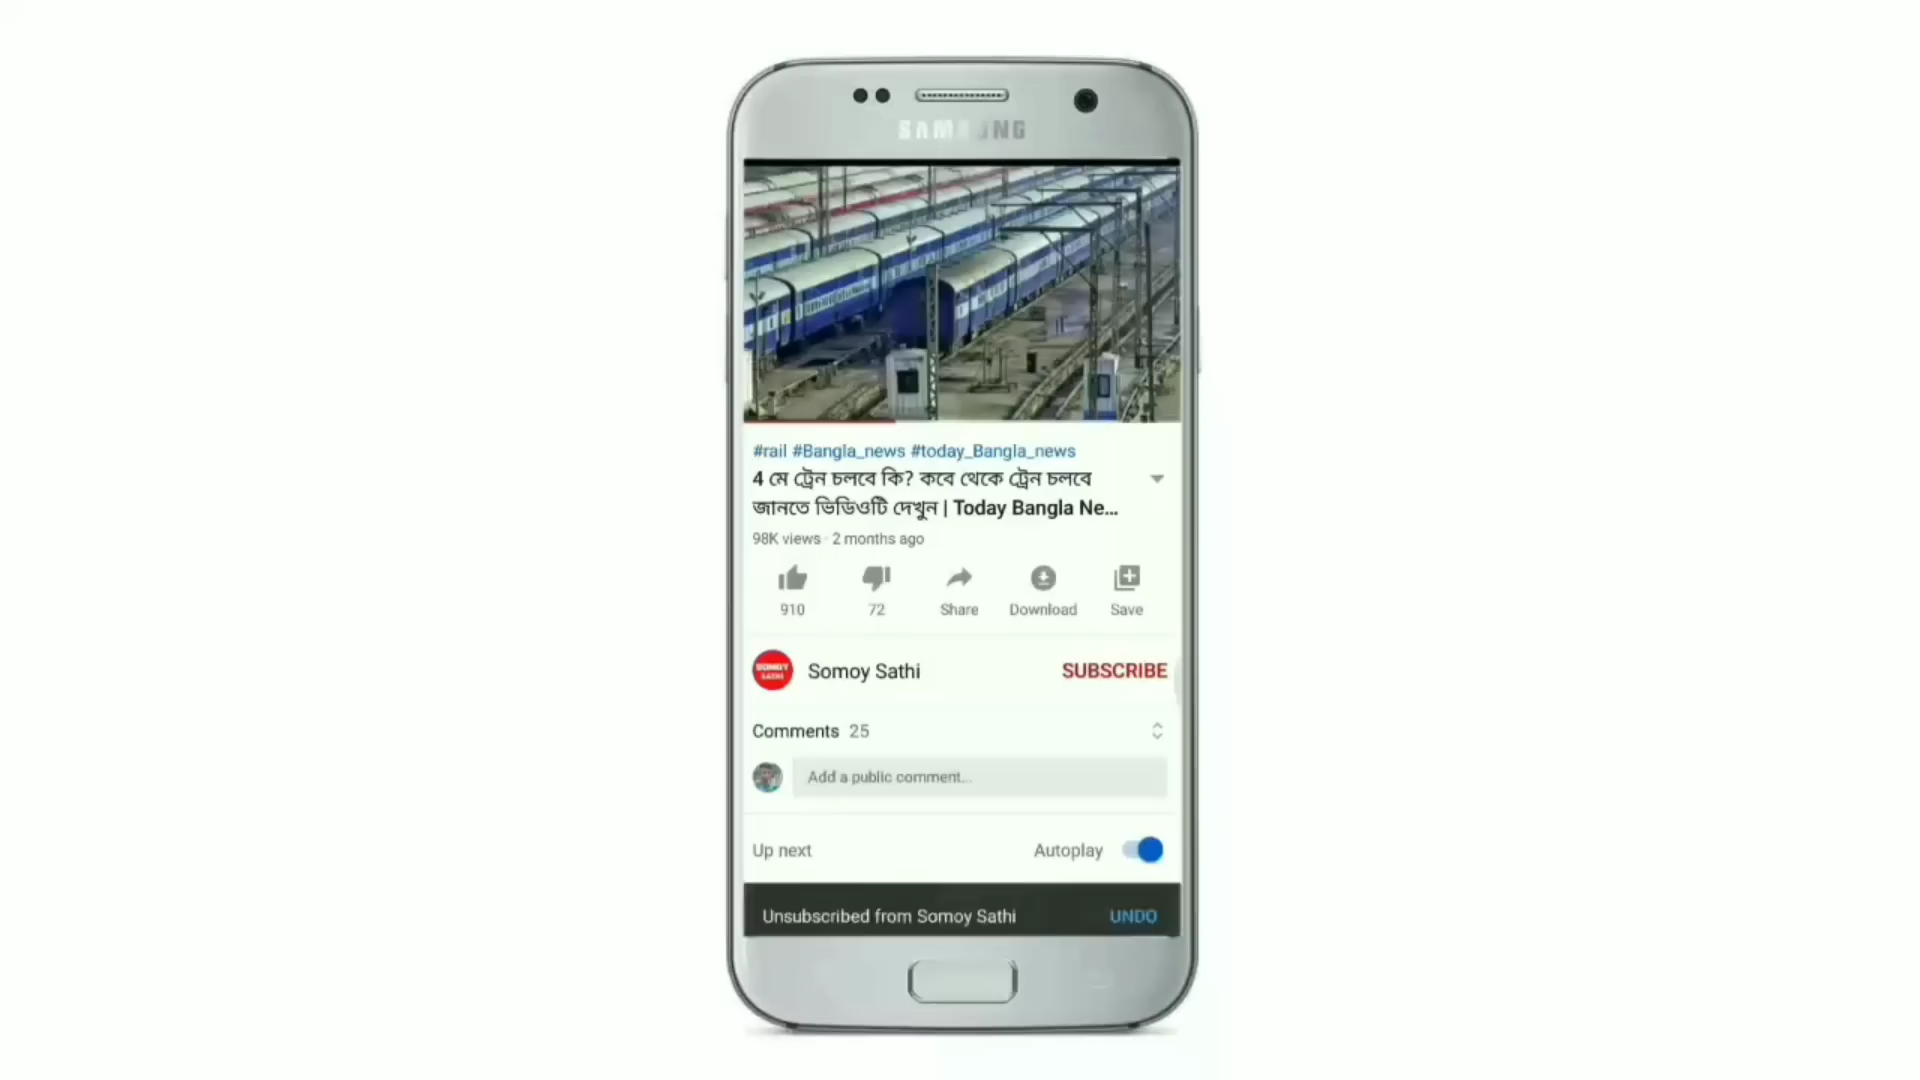 SAMSUNG
#rail #Bangla_news #today_Bangla_news
4 মে ট্রেন চলবে কি? কবে থেকে ট্রেন চলবে
জানতে ভিডিওটি দেখুন | Today Bangla Ne...
98K views · 2 months ago
910 72 Share Download Save
SOMOY
SATHI
Somoy Sathi SUBSCRIBE
Comments 25
Add a public comment...
Up next Autoplay
Unsubscribed from Somoy Sathi UNDO